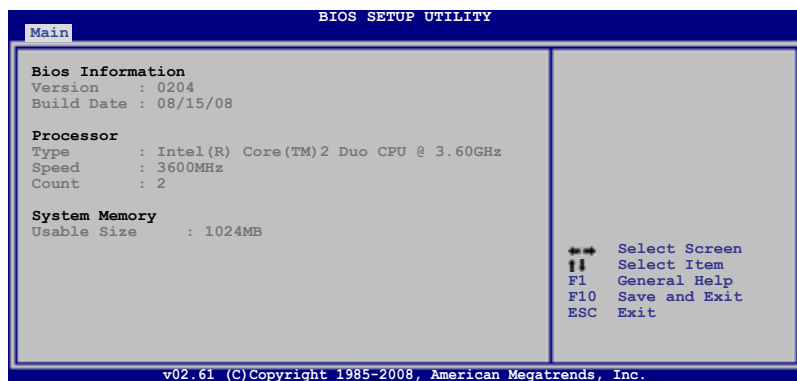 BIOS SETUP UTILITY
Main
Bios Information
Version : 0204
Build Date : 08/15/08
Processor
Type : Intel(R) Core(TM)2 Duo CPU @ 3.60GHz
Speed : 3600MHz
Count : 2
System Memory
Usable Size : 1024MB
←→ Select Screen
↑↓ Select Item
F1 General Help
F10 Save and Exit
ESC Exit
v02.61 (C)Copyright 1985-2008, American Megatrends, Inc.